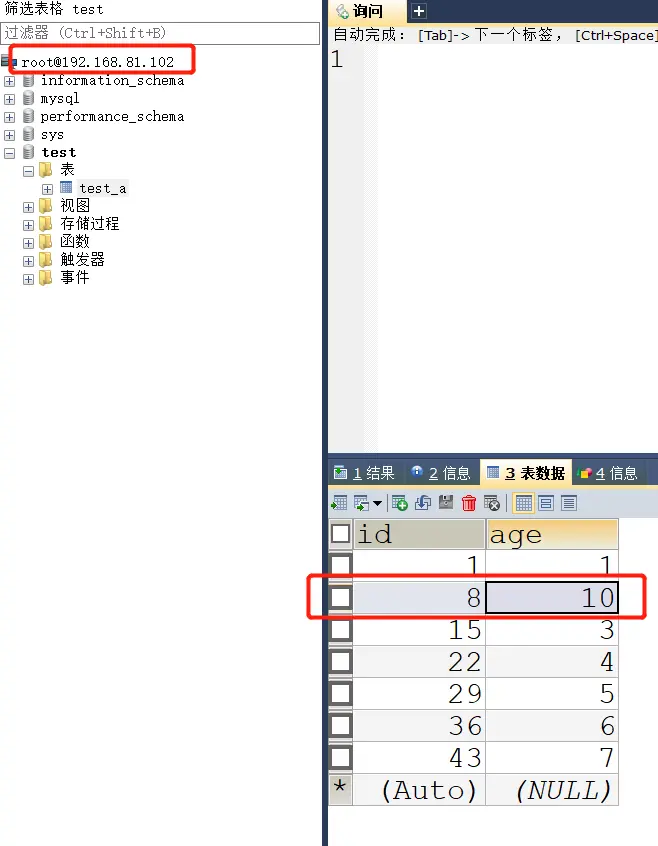 筛选表格 test
过滤器 (Ctrl+Shift+B)
root@192.168.81.102
information_schema
mysql
performance_schema
sys
test
表
test_a
视图
存储过程
函数
触发器
事件
询问
自动完成： [Tab]-> 下一个标签， [Ctrl+Space]
1
1 结果 2 信息 3 表数据 4 信息
id age
1 1
8 10
15 3
22 4
29 5
36 6
43 7
* (Auto) (NULL)